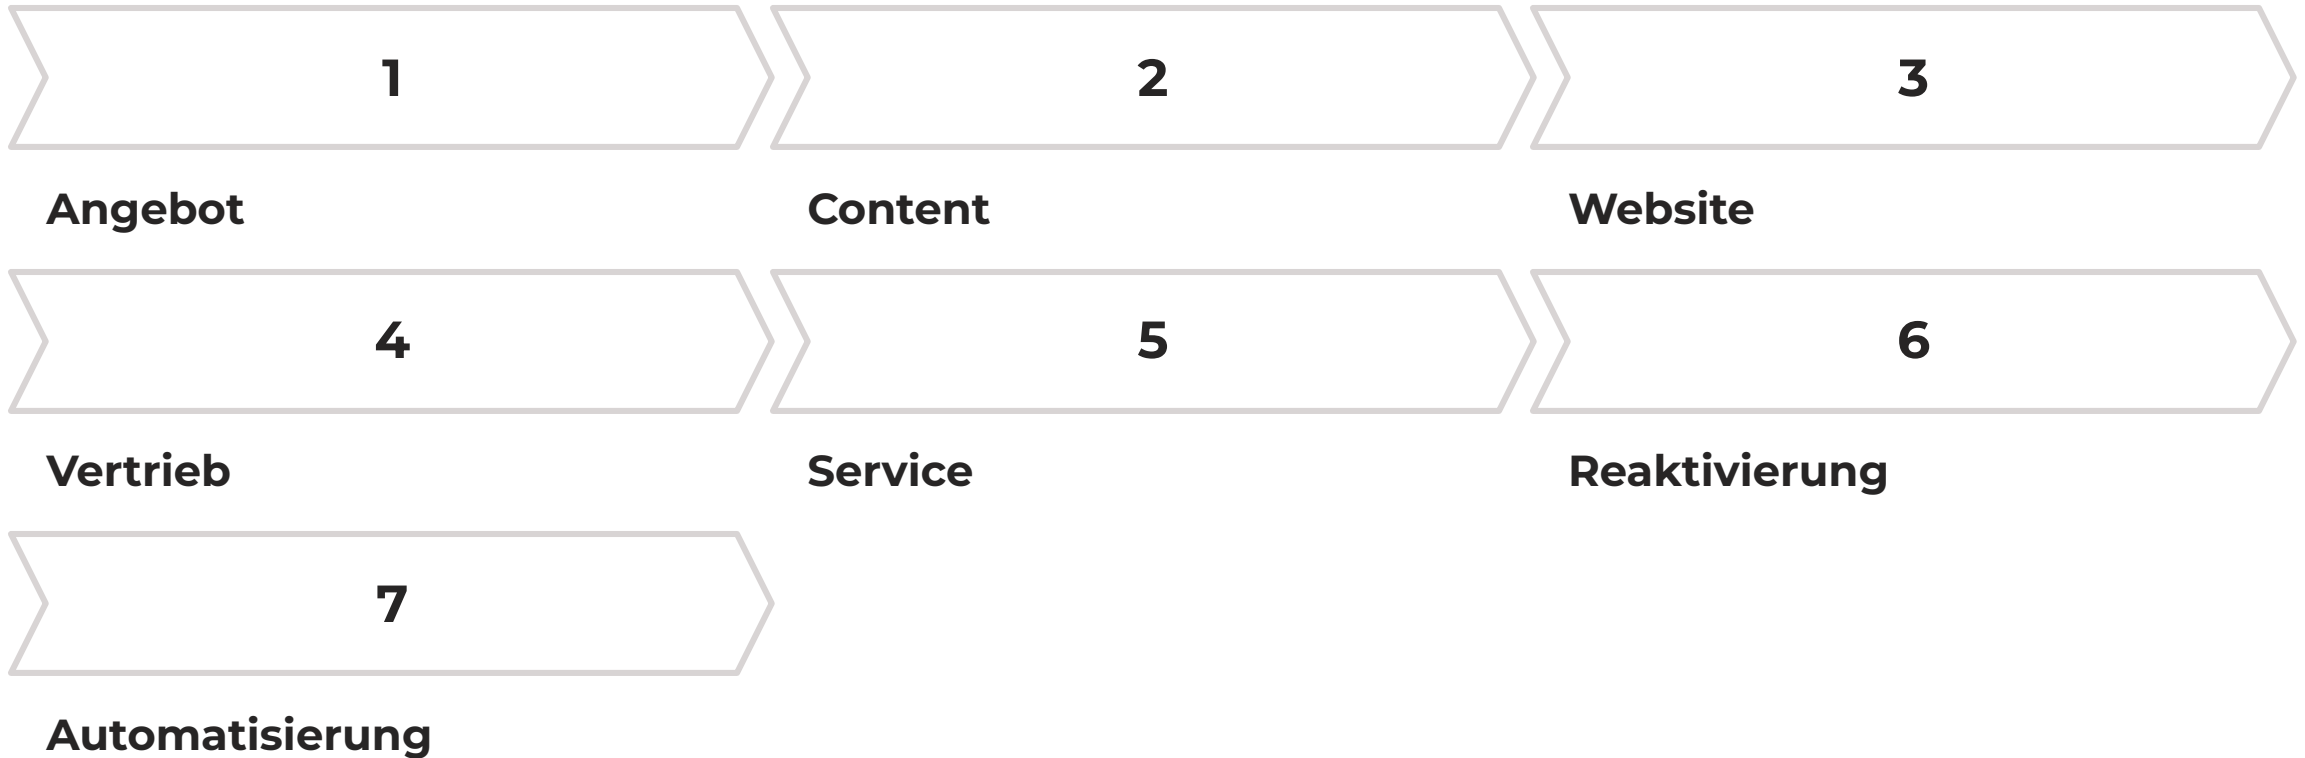 1
2
3
Angebot
Content
Website
4
5
6
Vertrieb
Service
Reaktivierung
7
Automatisierung